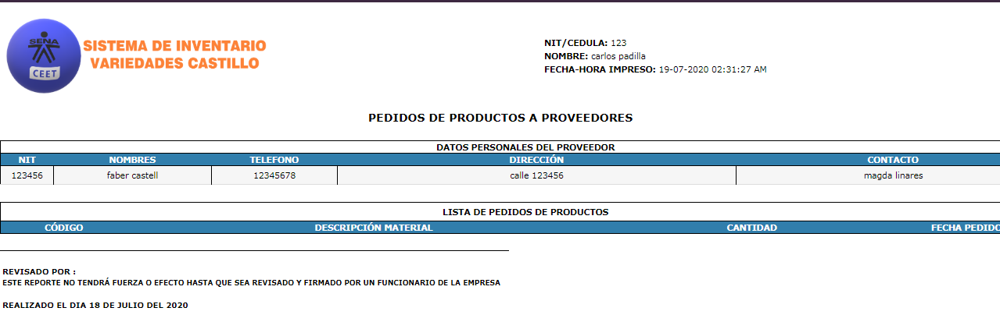 SENA
CEET
SISTEMA DE INVENTARIO
VARIEDADES CASTILLO
NIT/CEDULA: 123
NOMBRE: carlos padilla
FECHA-HORA IMPRESO: 19-07-2020 02:31:27 AM
PEDIDOS DE PRODUCTOS A PROVEEDORES
DATOS PERSONALES DEL PROVEEDOR
NIT NOMBRES TELEFONO DIRECCIÓN CONTACTO
123456 faber castell 12345678 calle 123456 magda linares
LISTA DE PEDIDOS DE PRODUCTOS
CÓDIGO DESCRIPCIÓN MATERIAL CANTIDAD FECHA PEDIDO
REVISADO POR :
ESTE REPORTE NO TENDRÁ FUERZA O EFECTO HASTA QUE SEA REVISADO Y FIRMADO POR UN FUNCIONARIO DE LA EMPRESA
REALIZADO EL DIA 18 DE JULIO DEL 2020